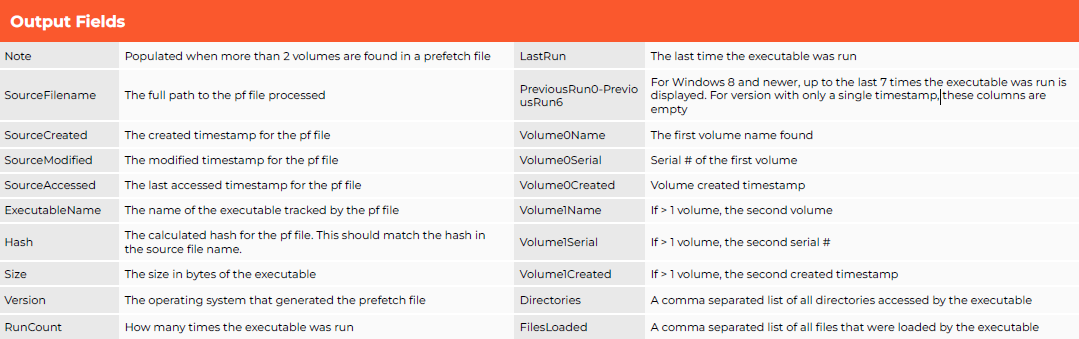 Output Fields
Note
Populated when more than 2 volumes are found in a prefetch file
SourceFilename
The full path to the pf file processed
SourceCreated
The created timestamp for the pf file
SourceModified
The modified timestamp for the pf file
SourceAccessed
The last accessed timestamp for the pf file
ExecutableName
The name of the executable tracked by the pf file
Hash
The calculated hash for the pf file. This should match the hash in
the source file name.
Size
The size in bytes of the executable
Version
The operating system that generated the prefetch file
RunCount
How many times the executable was run
LastRun
The last time the executable was run
PreviousRun0-Previo
usRun6
For Windows 8 and newer, up to the last 7 times the executable was run is
displayed. For version with only a single timestamp, these columns are
empty
Volume0Name
The first volume name found
Volume0Serial
Serial # of the first volume
Volume0Created
Volume created timestamp
Volume1Name
If > 1 volume, the second volume
Volume1Serial
If > 1 volume, the second serial #
Volume1Created
If > 1 volume, the second created timestamp
Directories
A comma separated list of all directories accessed by the executable
FilesLoaded
A comma separated list of all files that were loaded by the executable